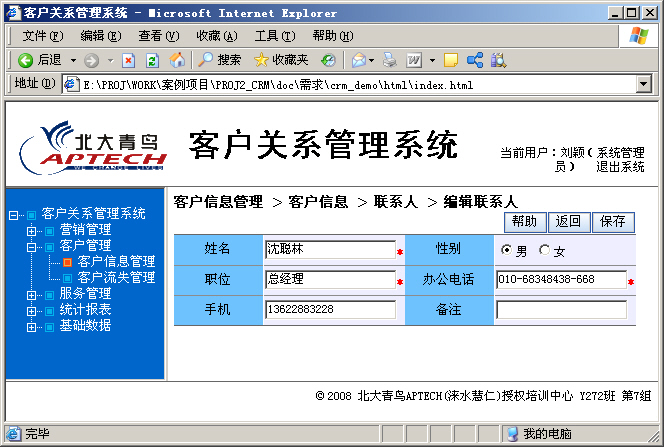 客户关系管理系统 - Microsoft Internet Explorer
文件(F) 编辑(E) 查看(V) 收藏(A) 工具(T) 帮助(H)
后退 搜索 收藏夹
地址(D) E:\PROJ\WORK\案例项目\PROJ2_CRM\doc\需求\crm_demo\html\index.html
北大青鸟
APTECH
WE CHANGE LIVES
客户关系管理系统
当前用户：刘颖(系统管理
员) 退出系统
客户关系管理系统
营销管理
客户管理
客户信息管理
客户流失管理
服务管理
统计报表
基础数据
客户信息管理 > 客户信息 > 联系人 > 编辑联系人
帮助 返回 保存
姓名 沈聪林 * 性别 男 女
职位 总经理 * 办公电话 010-68348438-668 *
手机 13622883228 备注
©2008 北大青鸟APTECH(涞水慧仁)授权培训中心 Y272班 第7组
完毕 我的电脑